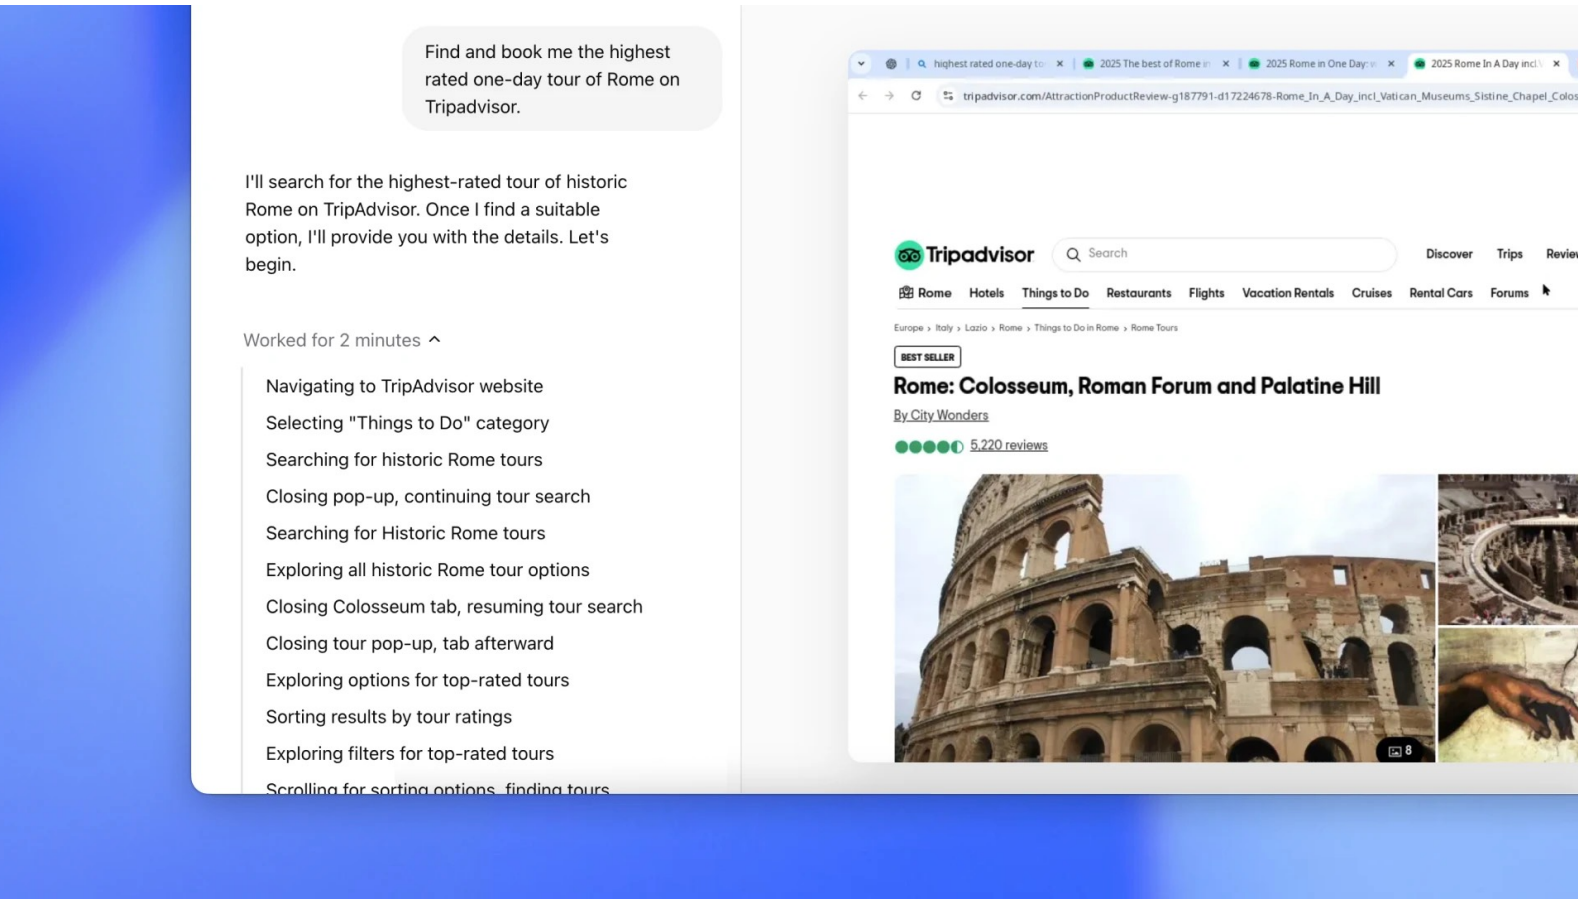 Find and book me the highest
rated one-day tour of Rome on
Tripadvisor.
I'll search for the highest-rated tour of historic
Rome on TripAdvisor. Once I find a suitable
option, I'll provide you with the details. Let's
begin.
Worked for 2 minutes
Navigating to TripAdvisor website
Selecting "Things to Do" category
Searching for historic Rome tours
Closing pop-up, continuing tour search
Searching for Historic Rome tours
Exploring all historic Rome tour options
Closing Colosseum tab, resuming tour search
Closing tour pop-up, tab afterward
Exploring options for top-rated tours
Sorting results by tour ratings
Exploring filters for top-rated tours
Scrolling for sorting options, finding tours
highest rated one-day to
2025 The best of Rome in
2025 Rome in One Day: w
2025 Rome In A Day incl V
tripadvisor.com/AttractionProductReview-g187791-d17224678-Rome_In_A_Day_incl_Vatican_Museums_Sistine_Chapel_Colos
Tripadvisor
Search
Discover Trips Review
Rome Hotels Things to Do Restaurants Flights Vacation Rentals Cruises Rental Cars Forums
Europe › Italy › Lazio › Rome › Things to Do in Rome › Rome Tours
BEST SELLER
Rome: Colosseum, Roman Forum and Palatine Hill
By City Wonders
5,220 reviews
8